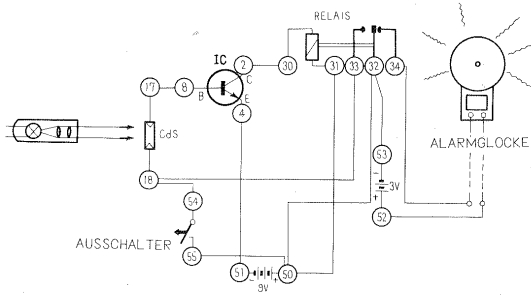 RELAIS
IC
2
30
31
33
32
34
17
8
B
C
E
4
CdS
ALARMGLOCKE
53
-
3V
+
18
54
52
AUSSCHALTER
55
51
-
+
50
9V